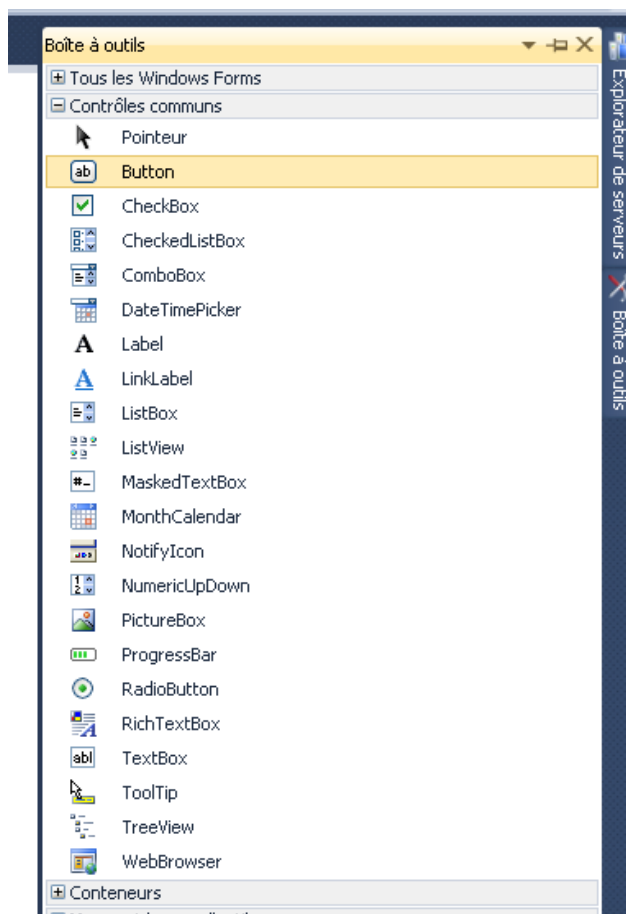 Boîte à outils
Tous les Windows Forms
Contrôles communs
Pointeur
Button
CheckBox
CheckedListBox
ComboBox
DateTimePicker
Label
LinkLabel
ListBox
ListView
MaskedTextBox
MonthCalendar
NotifyIcon
NumericUpDown
PictureBox
ProgressBar
RadioButton
RichTextBox
TextBox
ToolTip
TreeView
WebBrowser
Conteneurs
Explorateur de serveurs
Boîte à outils